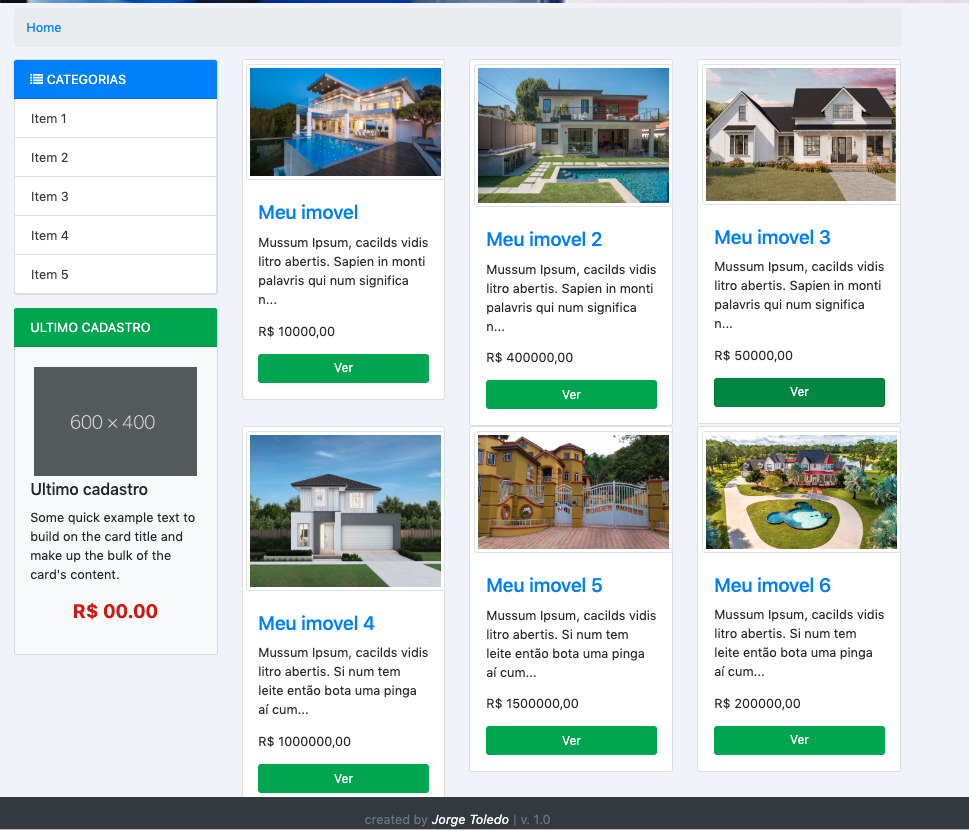 Home
CATEGORIAS
Item 1
Item 2
Item 3
Item 4
Item 5
ULTIMO CADASTRO
600 × 400
Ultimo cadastro
Some quick example text to
build on the card title and
make up the bulk of the
card's content.
R$ 00.00
Meu imovel
Mussum Ipsum, cacilds vidis
litro abertis. Sapien in monti
palavris qui num significa
n...
R$ 10000,00
Ver
Meu imovel 2
Mussum Ipsum, cacilds vidis
litro abertis. Sapien in monti
palavris qui num significa
n...
R$ 400000,00
Ver
Meu imovel 3
Mussum Ipsum, cacilds vidis
litro abertis. Sapien in monti
palavris qui num significa
n...
R$ 50000,00
Ver
Meu imovel 4
Mussum Ipsum, cacilds vidis
litro abertis. Si num tem
leite então bota uma pinga
aí cum...
R$ 1000000,00
Ver
Meu imovel 5
Mussum Ipsum, cacilds vidis
litro abertis. Si num tem
leite então bota uma pinga
aí cum...
R$ 1500000,00
Ver
Meu imovel 6
Mussum Ipsum, cacilds vidis
litro abertis. Si num tem
leite então bota uma pinga
aí cum...
R$ 200000,00
Ver
created by Jorge Toledo | v. 1.0